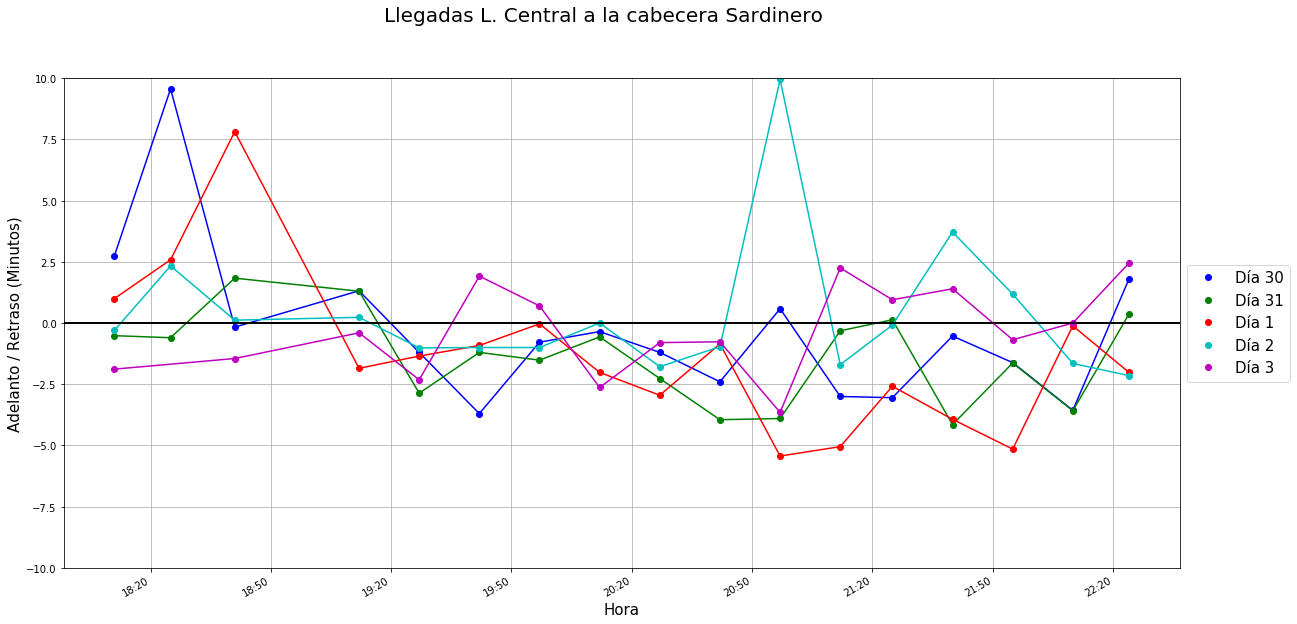 Llegadas L. Central a la cabecera Sardinero
Adelanto / Retraso (Minutos)
10.0
7.5
5.0
2.5
0.0
−2.5
−5.0
−7.5
−10.0
18:20
18:50
19:20
19:50
20:20
20:50
21:20
21:50
22:20
Hora
Día 30
Día 31
Día 1
Día 2
Día 3